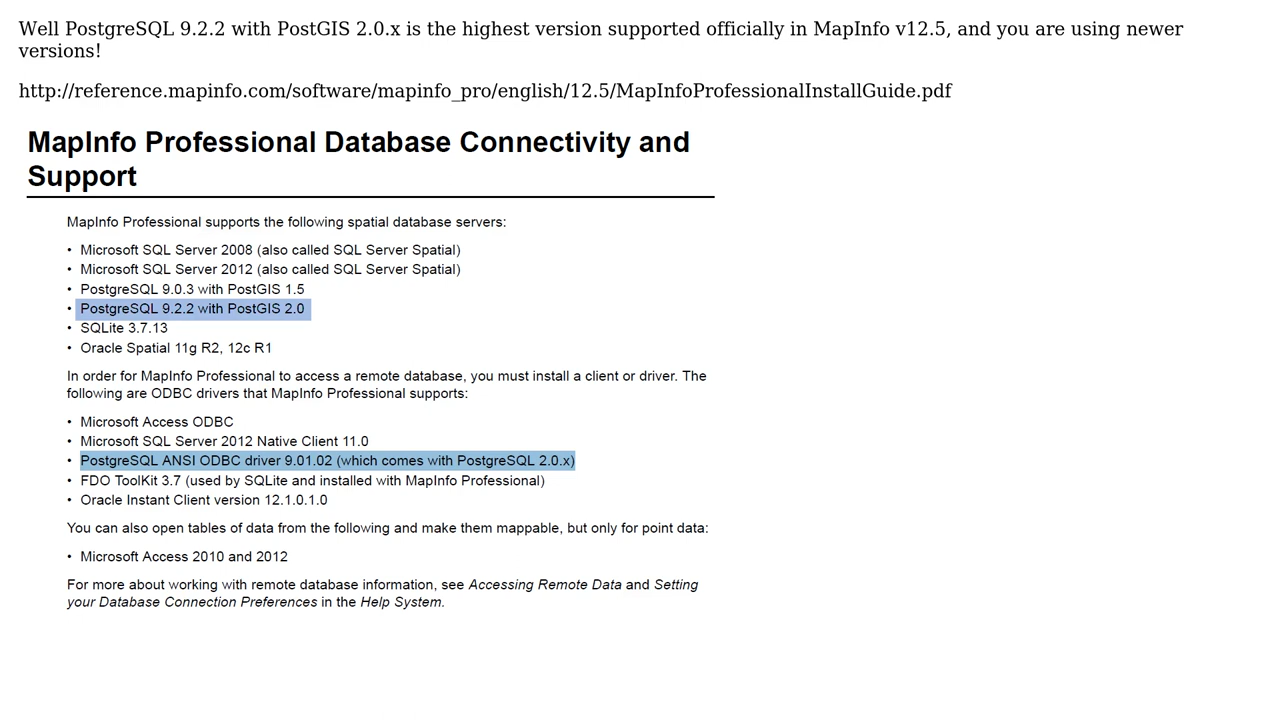 Well PostgreSQL 9.2.2 with PostGIS 2.0.x is the highest version supported officially in MapInfo v12.5, and you are using newer
versions!
http://reference.mapinfo.com/software/mapinfo_pro/english/12.5/MapInfoProfessionalInstallGuide.pdf
MapInfo Professional Database Connectivity and
Support
MapInfo Professional supports the following spatial database servers:
• Microsoft SQL Server 2008 (also called SQL Server Spatial)
• Microsoft SQL Server 2012 (also called SQL Server Spatial)
• PostgreSQL 9.0.3 with PostGIS 1.5
• PostgreSQL 9.2.2 with PostGIS 2.0
• SQLite 3.7.13
• Oracle Spatial 11g R2, 12c R1
In order for MapInfo Professional to access a remote database, you must install a client or driver. The
following are ODBC drivers that MapInfo Professional supports:
• Microsoft Access ODBC
• Microsoft SQL Server 2012 Native Client 11.0
• PostgreSQL ANSI ODBC driver 9.01.02 (which comes with PostgreSQL 2.0.x)
• FDO ToolKit 3.7 (used by SQLite and installed with MapInfo Professional)
• Oracle Instant Client version 12.1.0.1.0
You can also open tables of data from the following and make them mappable, but only for point data:
• Microsoft Access 2010 and 2012
For more about working with remote database information, see Accessing Remote Data and Setting
your Database Connection Preferences in the Help System.